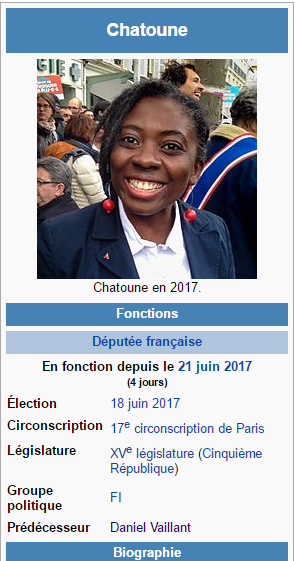 Chatoune
Chatoune en 2017.
Fonctions
Députée française
En fonction depuis le 21 juin 2017
(4 jours)
Élection 18 juin 2017
Circonscription 17e circonscription de Paris
Législature XVe législature (Cinquième
République)
Groupe
politique FI
Prédécesseur Daniel Vaillant
Biographie